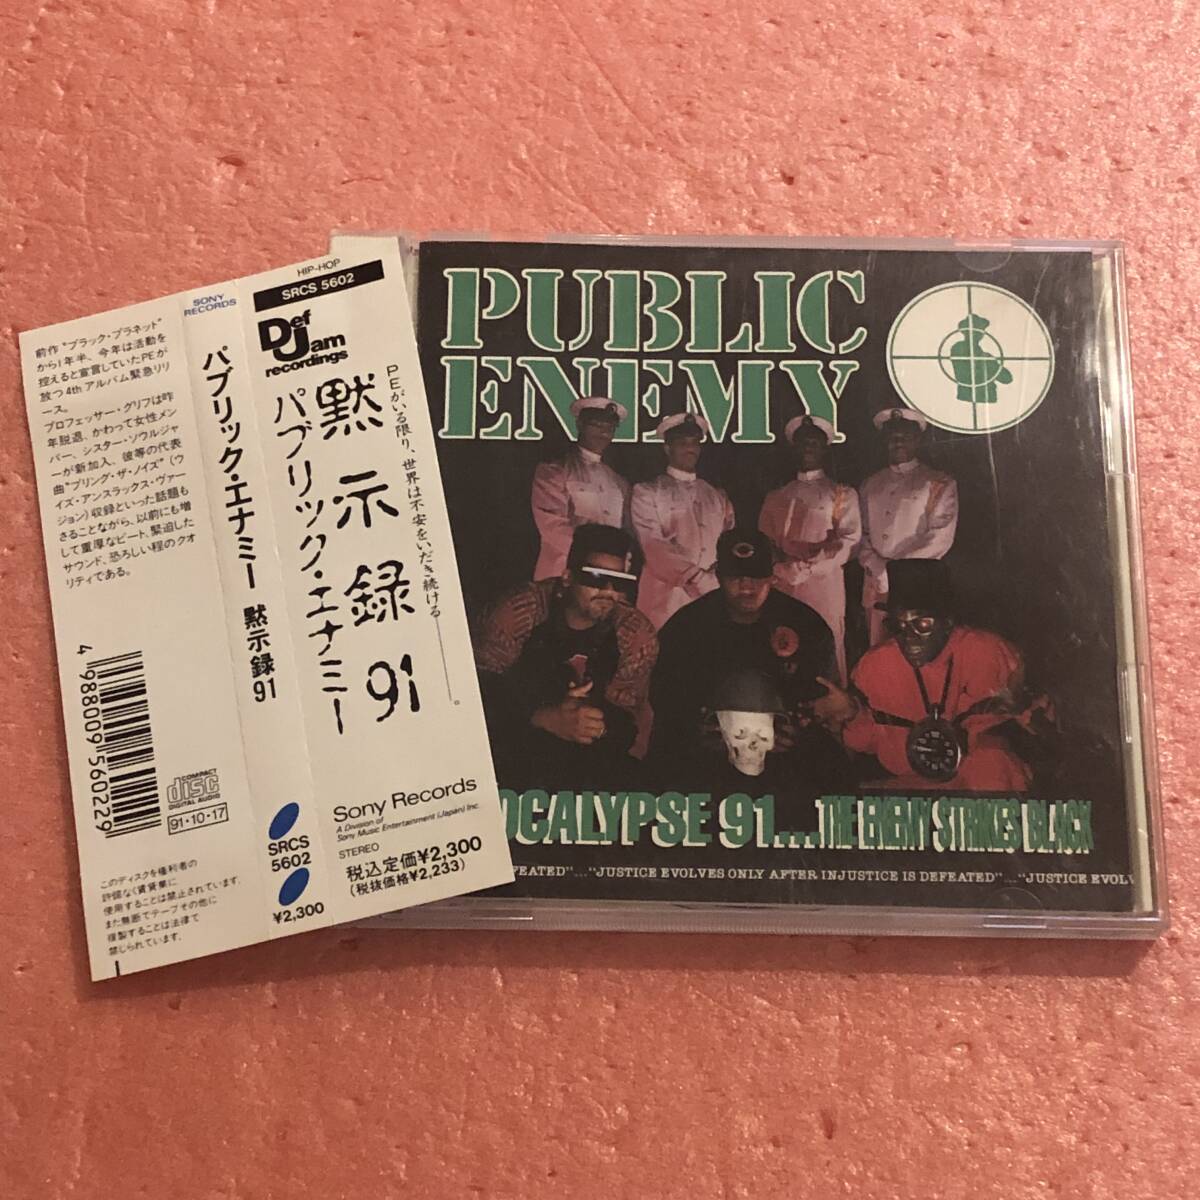 前作"ブラック・プラネット"
から1年半、今年は活動を
控えると宣言していたPEが
放つ4thアルバム緊急リリ
ース。
プロフェッサー・グリフは昨
年脱退、かわって女性メン
バー、シスター・ソウルジャ
ーが新加入、彼等の代表
曲"ブリング・ザ・ノイズ"(ウ
イズ・アンスラックス・ヴァー
ジョン)収録といった話題も
さることながら、以前にも増
して重厚なビート、緊迫した
サウンド、恐ろしい程のクオ
リティである。
4 988009 560229
COMPACT
disc
DIGITAL AUDIO
91・10・17
このディスクを権利者の
許諾なく賃貸業に
使用することは禁止されています。
また無断でテープその他に
複製することは法律で
禁じられています。
SONY
RECORDS
パブリック・エナミー 黙示録91
SRCS
5602
¥2,300
HIP-HOP
SRCS 5602
Def
Jam
recordings
PEがいる限り、世界は不安をいだき続ける———。
黙示録91
パブリック・エナミー
Sony Records
A Division of
Sony Music Entertainment (Japan) Inc.
STEREO
税込定価¥2,300
(税抜価格¥2,233)
PUBLIC
ENEMY
OCALYPSE 91....THE ENEMY STRIKES BLACK
FEATED"..."JUSTICE EVOLVES ONLY AFTER INJUSTICE IS DEFEATED"..."JUSTICE EVOLV